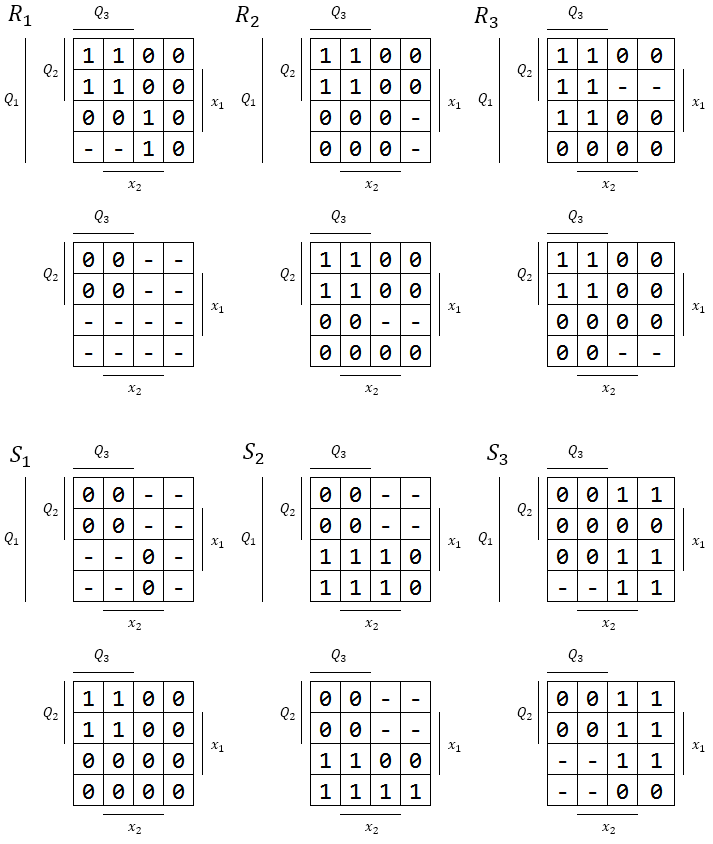 R1 Q3 R2 Q3 R3 Q3
Q1 Q2 1 1 0 0 Q1 Q2 1 1 0 0 Q1 Q2 1 1 0 0
1 1 0 0 x1 1 1 0 0 x1 1 1 - - x1
0 0 1 0 0 0 0 - 1 1 0 0
- - 1 0 0 0 0 - 0 0 0 0
x2 x2 x2
Q3 Q3 Q3
Q2 0 0 - - Q2 1 1 0 0 Q2 1 1 0 0
0 0 - - x1 1 1 0 0 x1 1 1 0 0 x1
- - - - 0 0 - - 0 0 0 0
- - - - 0 0 0 0 0 0 - -
x2 x2 x2
S1 Q3 S2 Q3 S3 Q3
Q1 Q2 0 0 - - Q1 Q2 0 0 - - Q1 Q2 0 0 1 1
0 0 - - x1 0 0 - - x1 0 0 0 0 x1
- - 0 - 1 1 1 0 0 0 1 1
- - 0 - 1 1 1 0 - - 1 1
x2 x2 x2
Q3 Q3 Q3
Q2 1 1 0 0 Q2 0 0 - - Q2 0 0 1 1
1 1 0 0 x1 0 0 - - x1 0 0 1 1 x1
0 0 0 0 1 1 0 0 - - 1 1
0 0 0 0 1 1 1 1 - - 0 0
x2 x2 x2